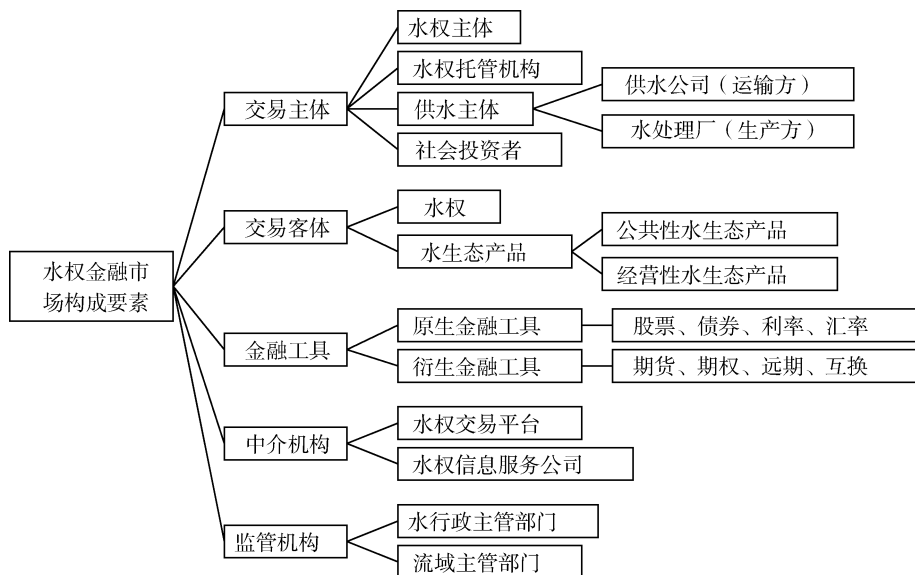 水权金融市
场构成要素
交易主体
水权主体
水权托管机构
供水主体
供水公司（运输方）
水处理厂（生产方）
社会投资者
交易客体
水权
水生态产品
公共性水生态产品
经营性水生态产品
金融工具
原生金融工具
股票、债券、利率、汇率
衍生金融工具
期货、期权、远期、互换
中介机构
水权交易平台
水权信息服务公司
监管机构
水行政主管部门
流域主管部门